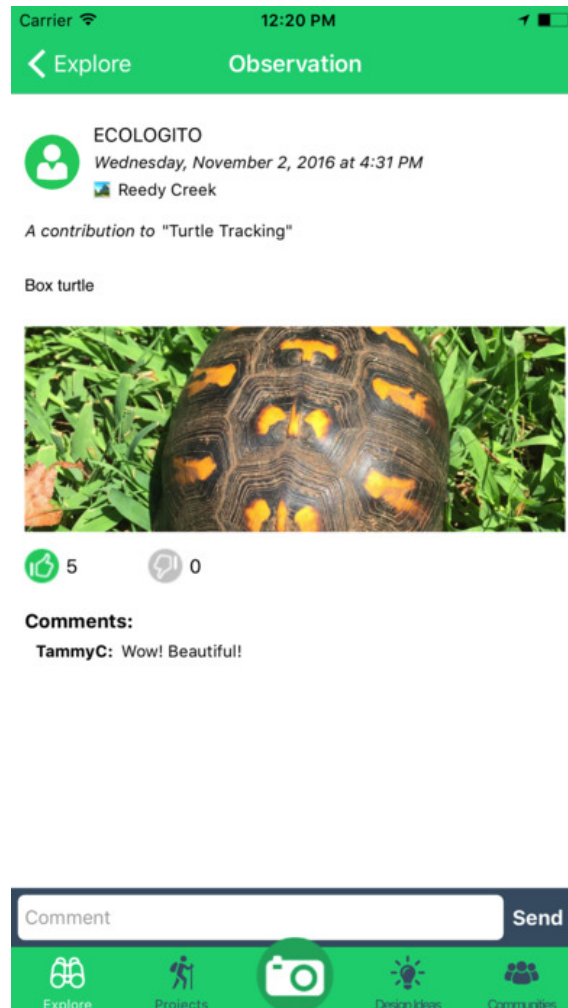 Carrier 12:20 PM
Explore Observation
ECOLOGITO
Wednesday, November 2, 2016 at 4:31 PM
Reedy Creek
A contribution to "Turtle Tracking"
Box turtle
5 0
Comments:
TammyC: Wow! Beautiful!
Comment Send
Explore Projects Design Ideas Communities